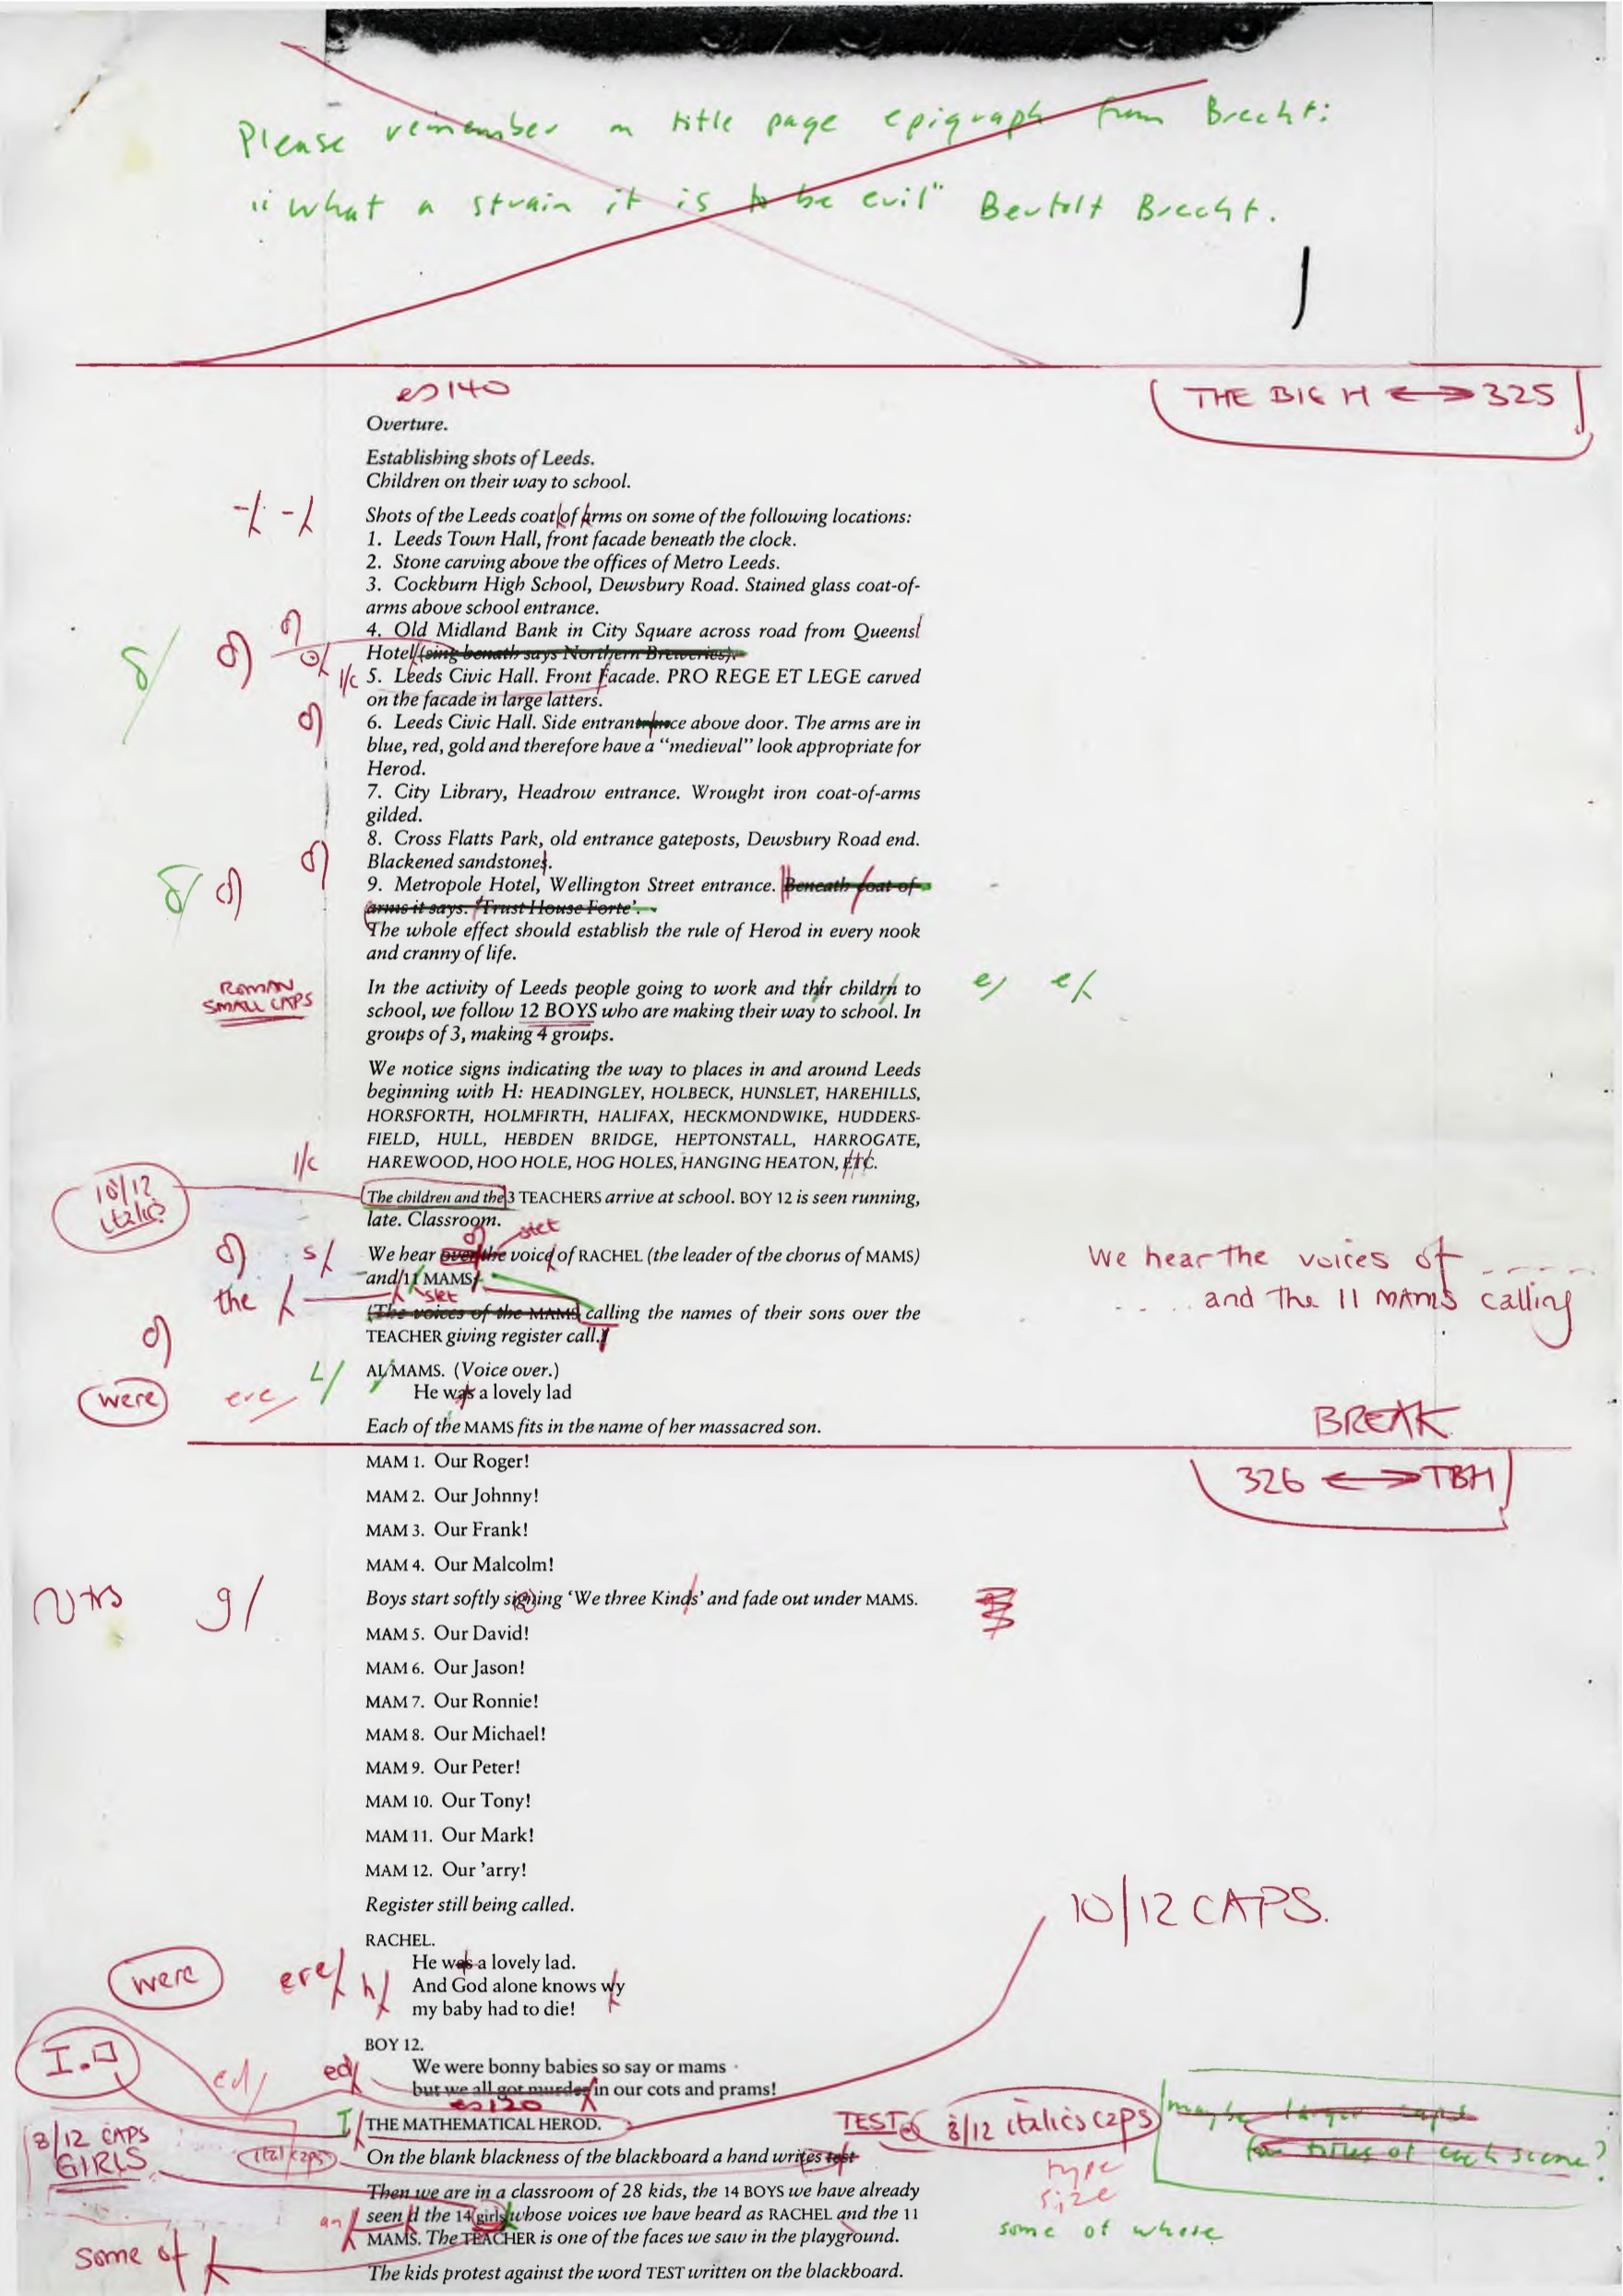 Please remember on title page epigraph from Brecht:
"what a strain it is to be evil" Bertolt Brecht.
THE BIG H ↔ 325
140
Overture.
Establishing shots of Leeds.
Children on their way to school.
-/ -/
Shots of the Leeds coat of arms on some of the following locations:
1. Leeds Town Hall, front facade beneath the clock.
2. Stone carving above the offices of Metro Leeds.
3. Cockburn High School, Dewsbury Road. Stained glass coat-of-
arms above school entrance.
4. Old Midland Bank in City Square across road from Queens
Hotel (sing benath says Northern Breweries).
l/c
5. Leeds Civic Hall. Front Facade. PRO REGE ET LEGE carved
on the facade in large latters.
6. Leeds Civic Hall. Side entrantrance above door. The arms are in
blue, red, gold and therefore have a "medieval" look appropriate for
Herod.
7. City Library, Headrow entrance. Wrought iron coat-of-arms
gilded.
8. Cross Flatts Park, old entrance gateposts, Dewsbury Road end.
Blackened sandstone.
9. Metropole Hotel, Wellington Street entrance. Beneath coat-of-
arms it says. 'Trust House Forte'.
The whole effect should establish the rule of Herod in every nook
and cranny of life.
ROMAN
SMALL CAPS
In the activity of Leeds people going to work and thir childrn to e/ e/
school, we follow 12 BOYS who are making their way to school. In
groups of 3, making 4 groups.
We notice signs indicating the way to places in and around Leeds
beginning with H: HEADINGLEY, HOLBECK, HUNSLET, HAREHILLS,
HORSFORTH, HOLMFIRTH, HALIFAX, HECKMONDWIKE, HUDDERS-
FIELD, HULL, HEBDEN BRIDGE, HEPTONSTALL, HARROGATE,
l/c HAREWOOD, HOO HOLE, HOG HOLES, HANGING HEATON, ETC.
10/12
italic
The children and the 3 TEACHERS arrive at school. BOY 12 is seen running,
late. Classroom.
stet
s/ We hear over the voice of RACHEL (the leader of the chorus of MAMS)
We hear the voices of ......
and 11 MAMS
the / stet
..... and the 11 MAMS calling
(The voices of the MAMS calling the names of their sons over the
TEACHER giving register call.)
L/ AL MAMS. (Voice over.)
were ere/ He was a lovely lad
Each of the MAMS fits in the name of her massacred son.
BREAK
326 ↔ TBH
MAM 1. Our Roger!
MAM 2. Our Johnny!
MAM 3. Our Frank!
MAM 4. Our Malcolm!
g/ Boys start softly signing 'We three Kinds' and fade out under MAMS.
MAM 5. Our David!
MAM 6. Our Jason!
MAM 7. Our Ronnie!
MAM 8. Our Michael!
MAM 9. Our Peter!
MAM 10. Our Tony!
MAM 11. Our Mark!
MAM 12. Our 'arry!
Register still being called.
10/12 CAPS.
RACHEL.
were ere/ He was a lovely lad.
h/ And God alone knows wy
my baby had to die!
BOY 12.
We were bonny babies so say or mams
ed/ ed/ but we all got murder in our cots and prams!
120
I/ THE MATHEMATICAL HEROD.
TEST 8/12 italics caps
maybe larger caps
for titles of each scene?
8/12 CAPS
GIRLS
ital caps
On the blank blackness of the blackboard a hand writes test
type
size
Then we are in a classroom of 28 kids, the 14 BOYS we have already
an/ seen d the 14 girls whose voices we have heard as RACHEL and the 11
some of whose
MAMS. The TEACHER is one of the faces we saw in the playground.
some of
The kids protest against the word TEST written on the blackboard.